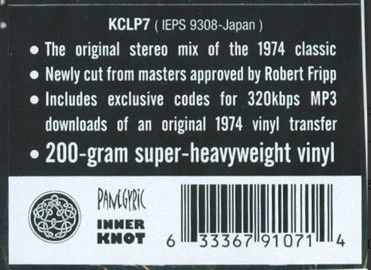 KCLP7 ( IEPS 9308-Japan )
• The original stereo mix of the 1974 classic
• Newly cut from masters approved by Robert Fripp
• Includes exclusive codes for 320kbps MP3
downloads of an original 1974 vinyl transfer
• 200-gram super-heavyweight vinyl
PANEGYRIC
INNER
KNOT
6 33367 91071 4